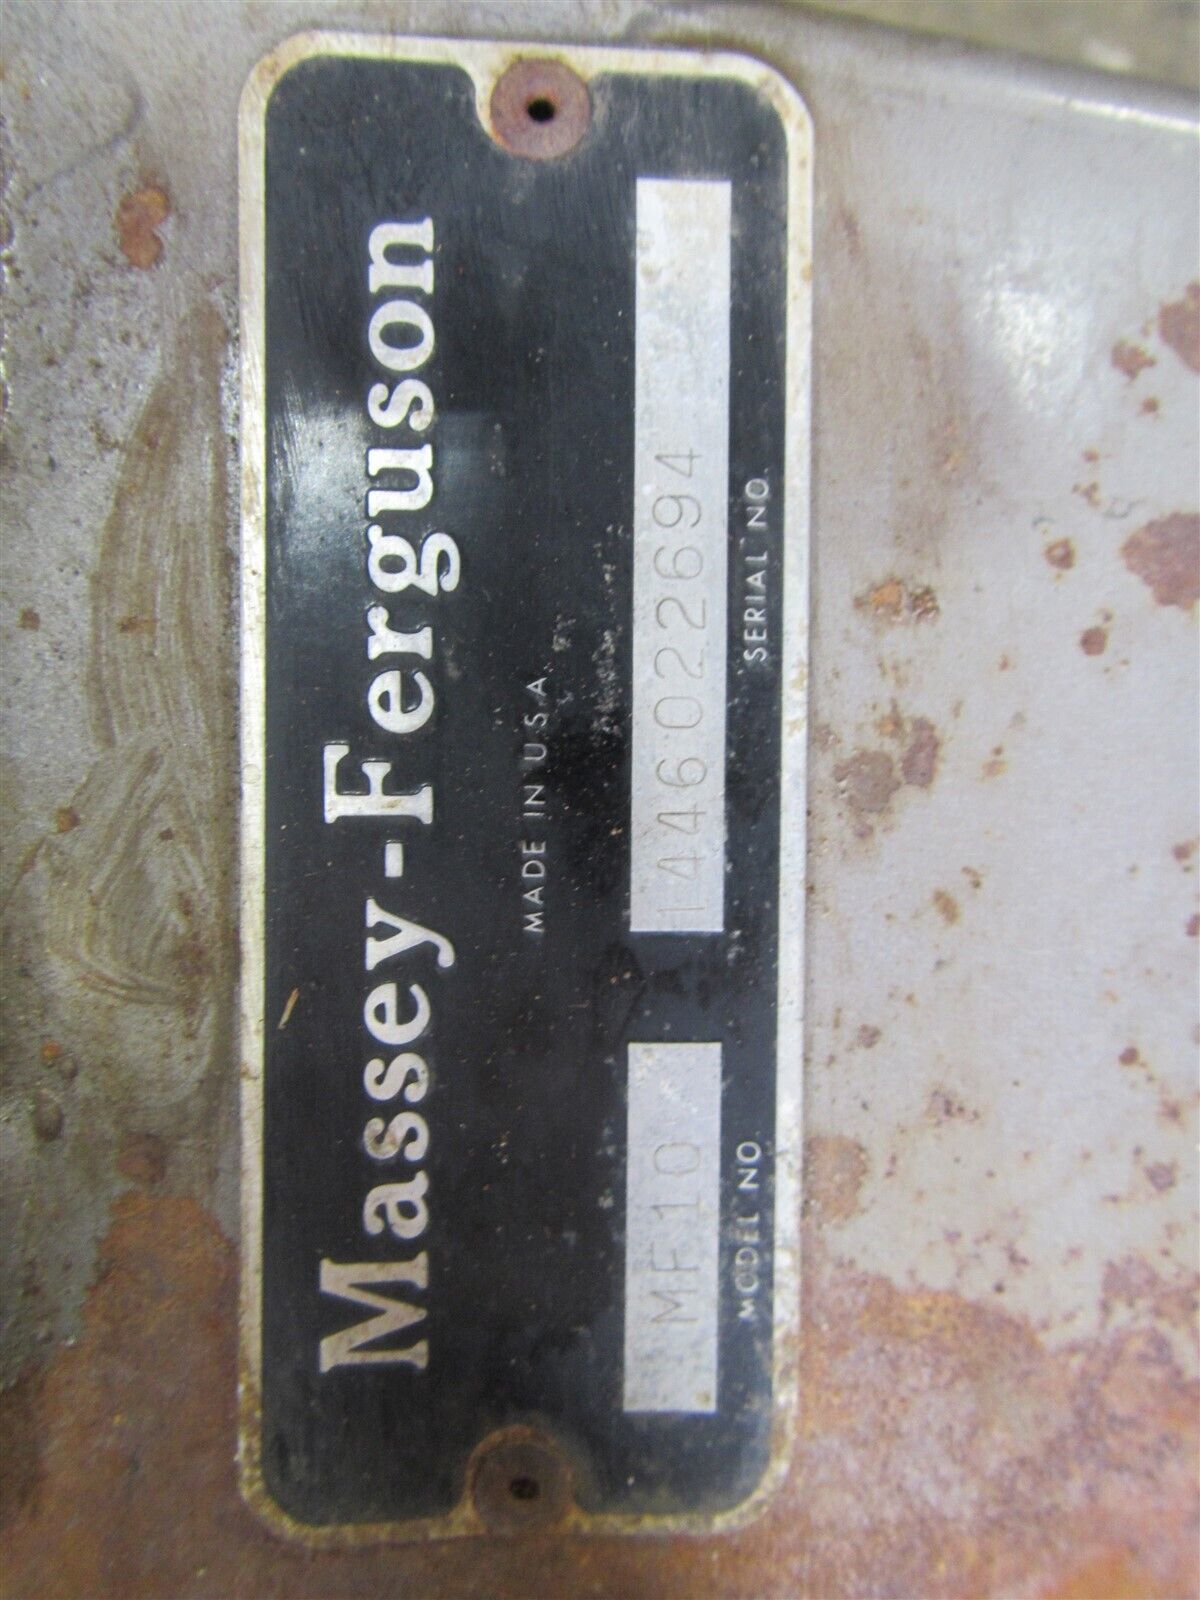 Massey-Ferguson
MADE IN U.S.A.
MF10 1446022694
MODEL NO. SERIAL NO.